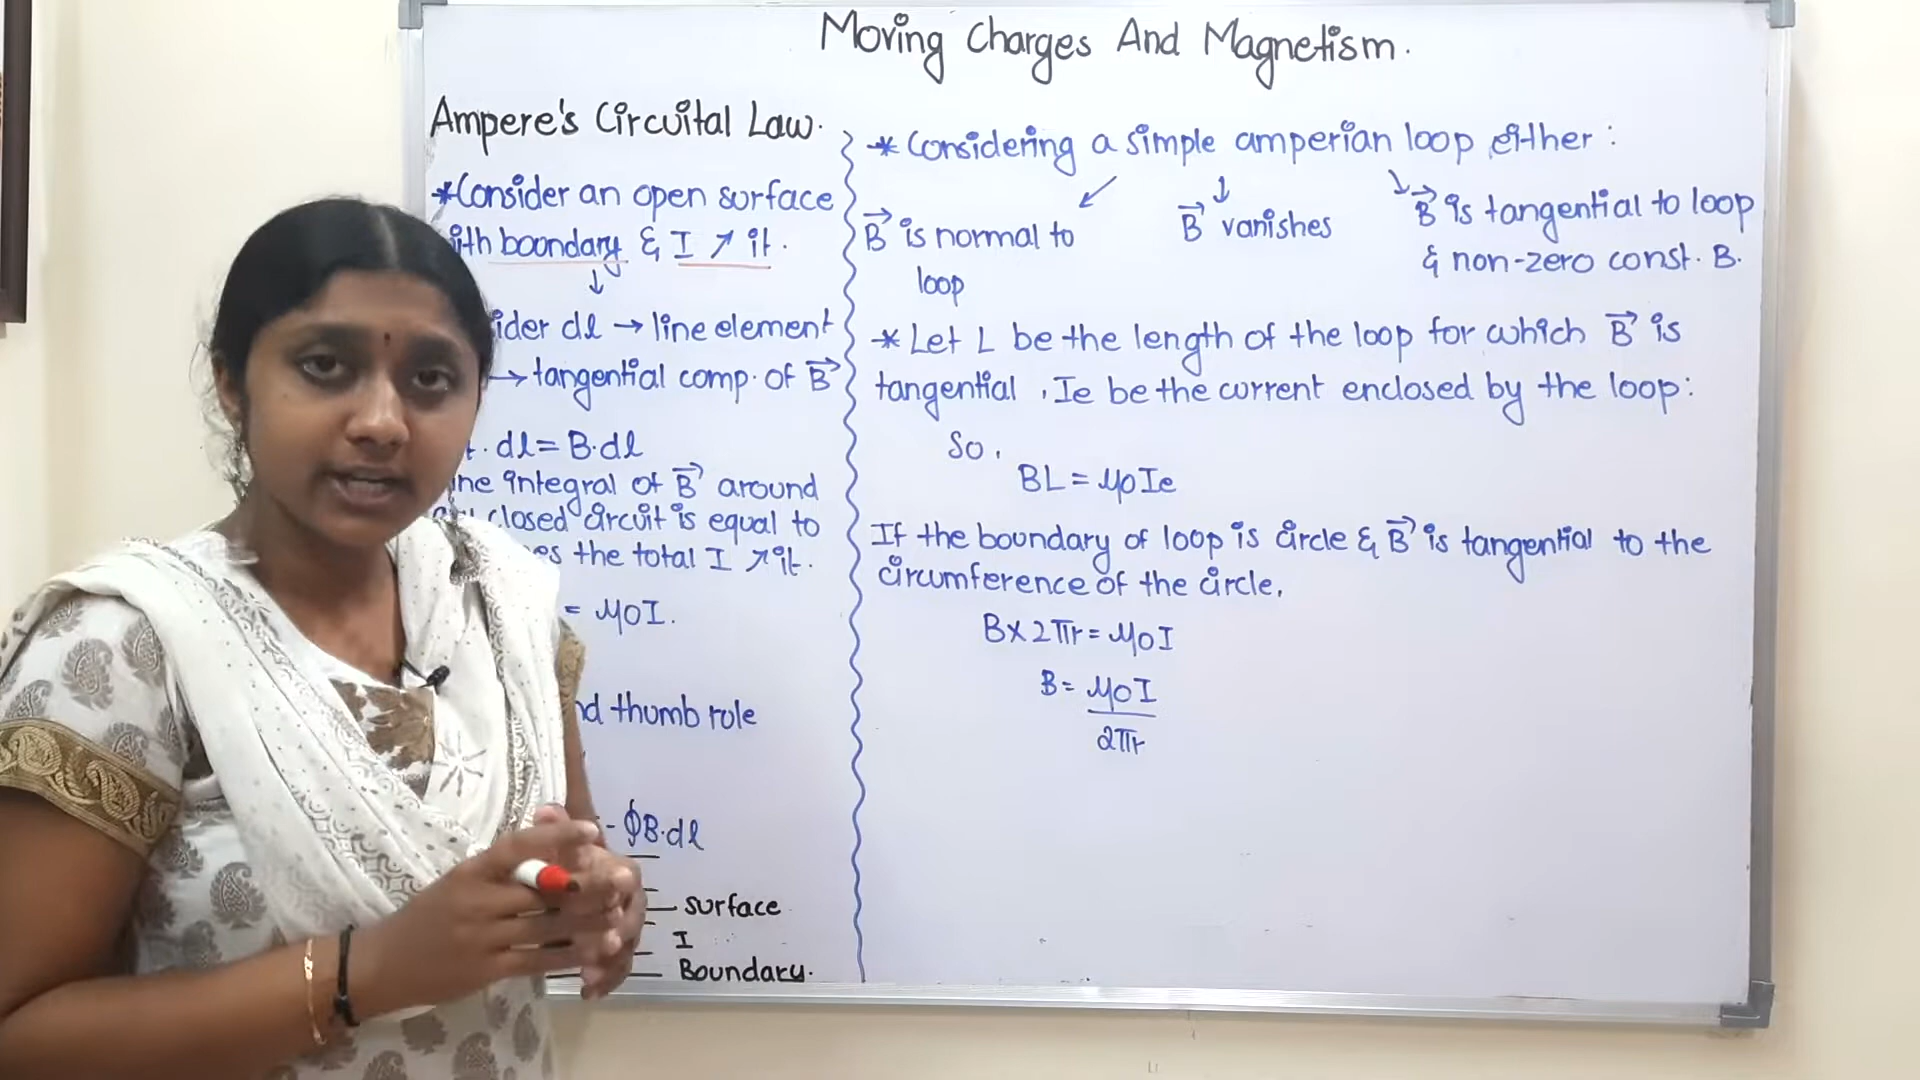 Moving Charges And Magnetism.
Ampere's Circuital Law.
*Consider an open surface
ith boundary & I ↗ it.
↓
ider dl → line element
→ tangential comp. of B⃗
. dl = B.dl
ne integral of B⃗ around
closed circuit is equal to
es the total I ↗ it.
= μ0I.
nd thumb role
- ∮B.dl
surface
I
Boundary.
* Considering a simple amperian loop either :
↙ ↓ ↘
B⃗ is normal to loop
B⃗ vanishes
B⃗ is tangential to loop
& non-zero const. B.
* Let L be the length of the loop for which B⃗ is
tangential , Ie be the current enclosed by the loop:
So,
BL = μ0Ie
If the boundary of loop is circle & B⃗ is tangential to the
circumference of the circle,
B x 2πr = μ0I
B = μ0I
2πr